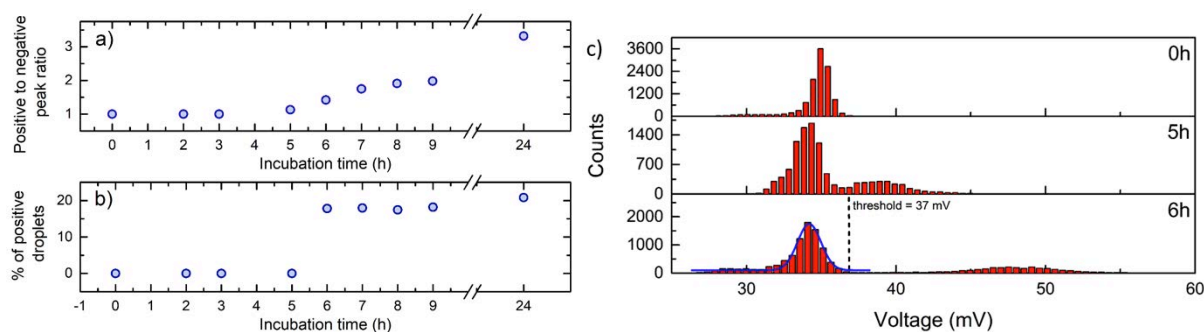 a)
Positive to negative
peak ratio
3
2
1
0 1 2 3 4 5 6 7 8 9 24
Incubation time (h)
b)
% of positive
droplets
20
10
0
-1 0 1 2 3 4 5 6 7 8 9 24
Incubation time (h)
c)
Counts
3600
2400
1200
0
0h
1400
700
0
5h
2000
1000
0
6h
threshold = 37 mV
30 40 50 60
Voltage (mV)